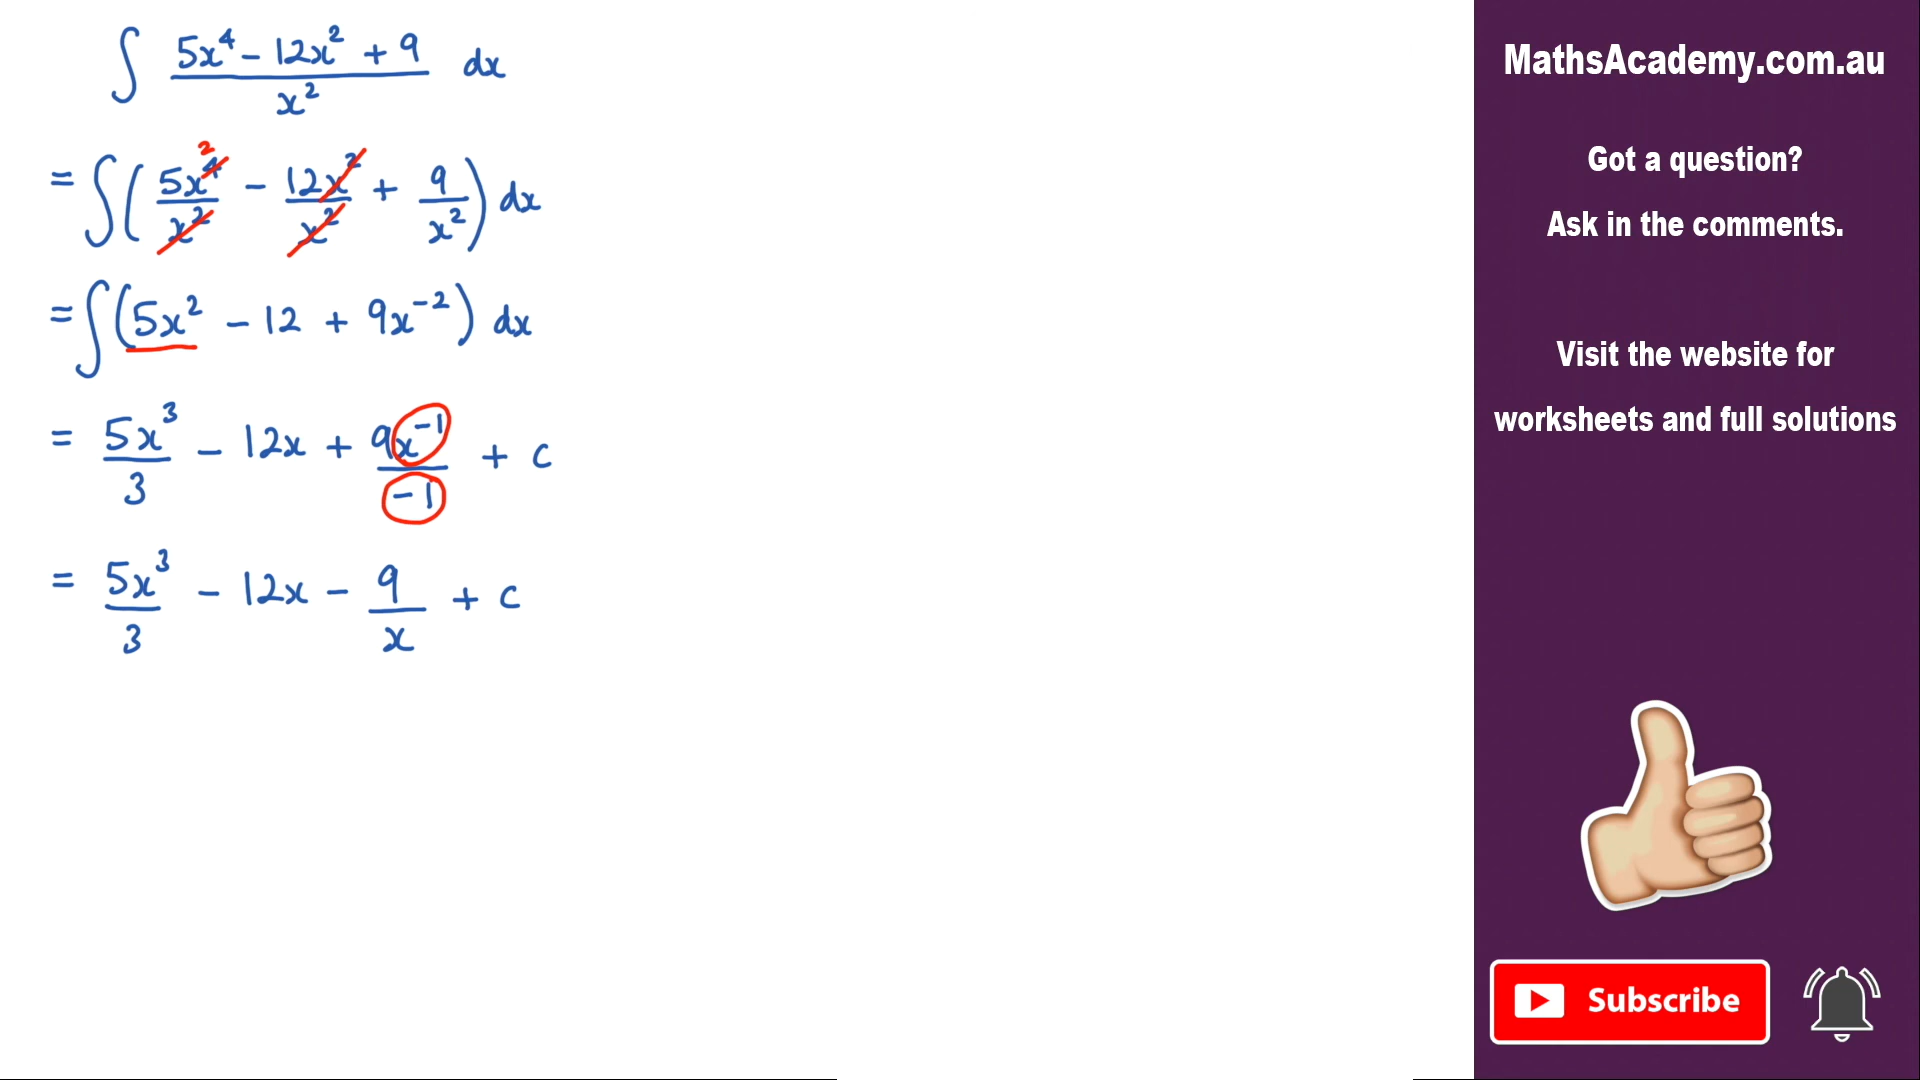 ∫ (5x⁴ − 12x² + 9)/x² dx
= ∫ (5x⁴/x² − 12x²/x² + 9/x²) dx
2
= ∫ (5x² − 12 + 9x⁻²) dx
= 5x³/3 − 12x + 9x⁻¹/−1 + c
= 5x³/3 − 12x − 9/x + c
MathsAcademy.com.au
Got a question?
Ask in the comments.
Visit the website for
worksheets and full solutions
Subscribe